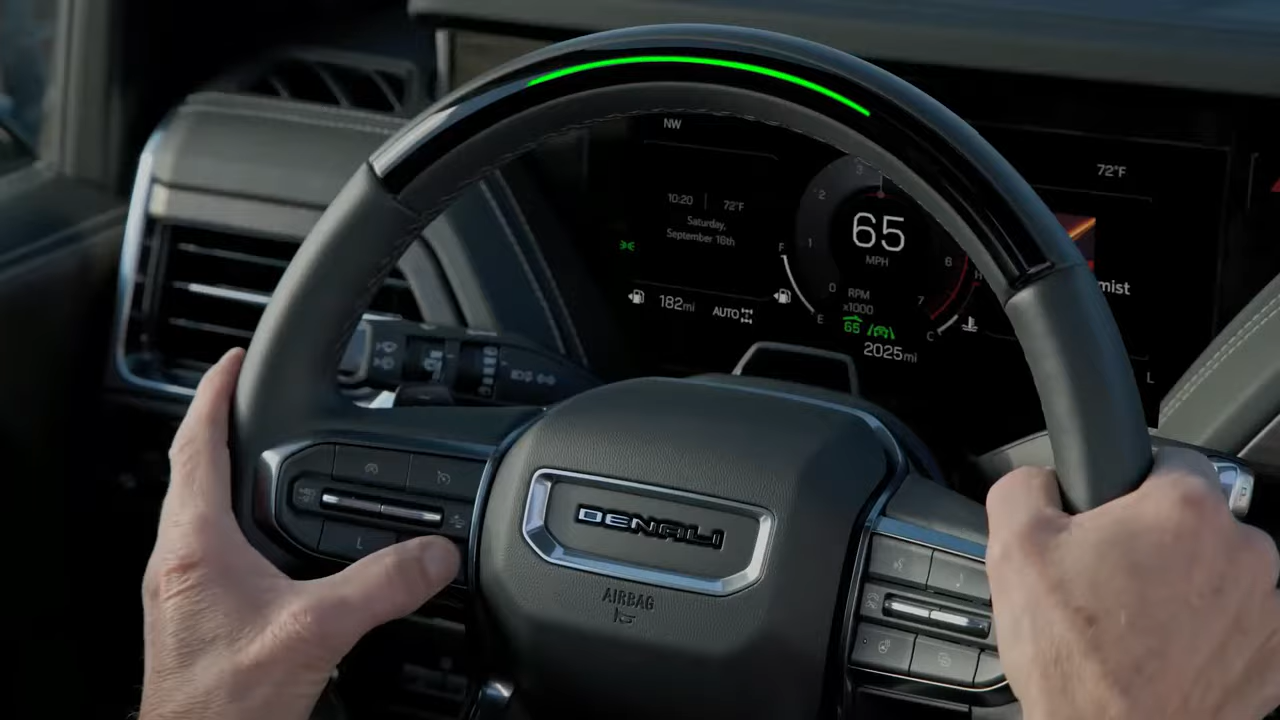 NW
72°F
10:20 72°F
Saturday,
September 16th
3
2
1
0
65
MPH
6
7
F
E
H
C
RPM
x1000
182mi
AUTO
65
2025mi
mist
L
DENALI
AIRBAG